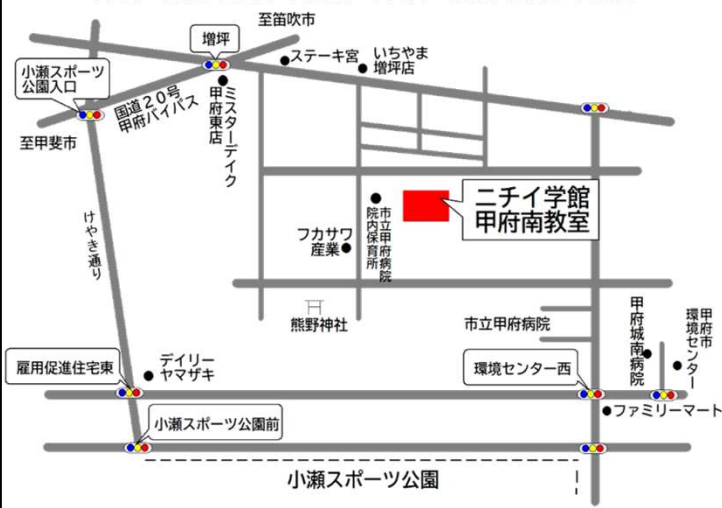 至笛吹市
増坪
ステーキ宮
いちやま
増坪店
小瀬スポーツ
公園入口
国道20号
甲府バイパス
ミスターデイク
甲府東店
至甲斐市
けやき通り
ニチイ学館
甲府南教室
市立甲府病院
院内保育所
フカサワ
産業
熊野神社
市立甲府病院
甲府城南病院
甲府市
環境センター
雇用促進住宅東
デイリー
ヤマザキ
環境センター西
ファミリーマート
小瀬スポーツ公園前
小瀬スポーツ公園